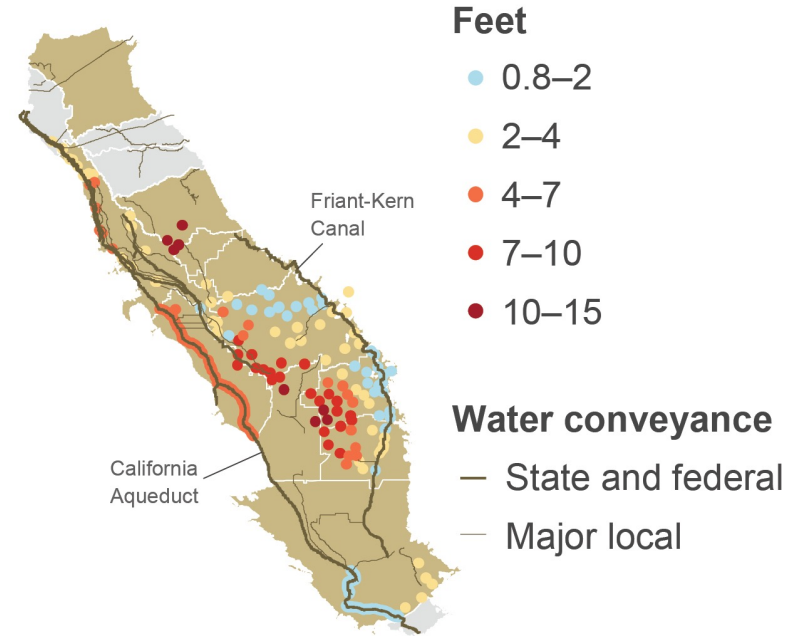 Feet
0.8–2
2–4
4–7
7–10
10–15
Friant-Kern
Canal
Water conveyance
California
Aqueduct
State and federal
Major local